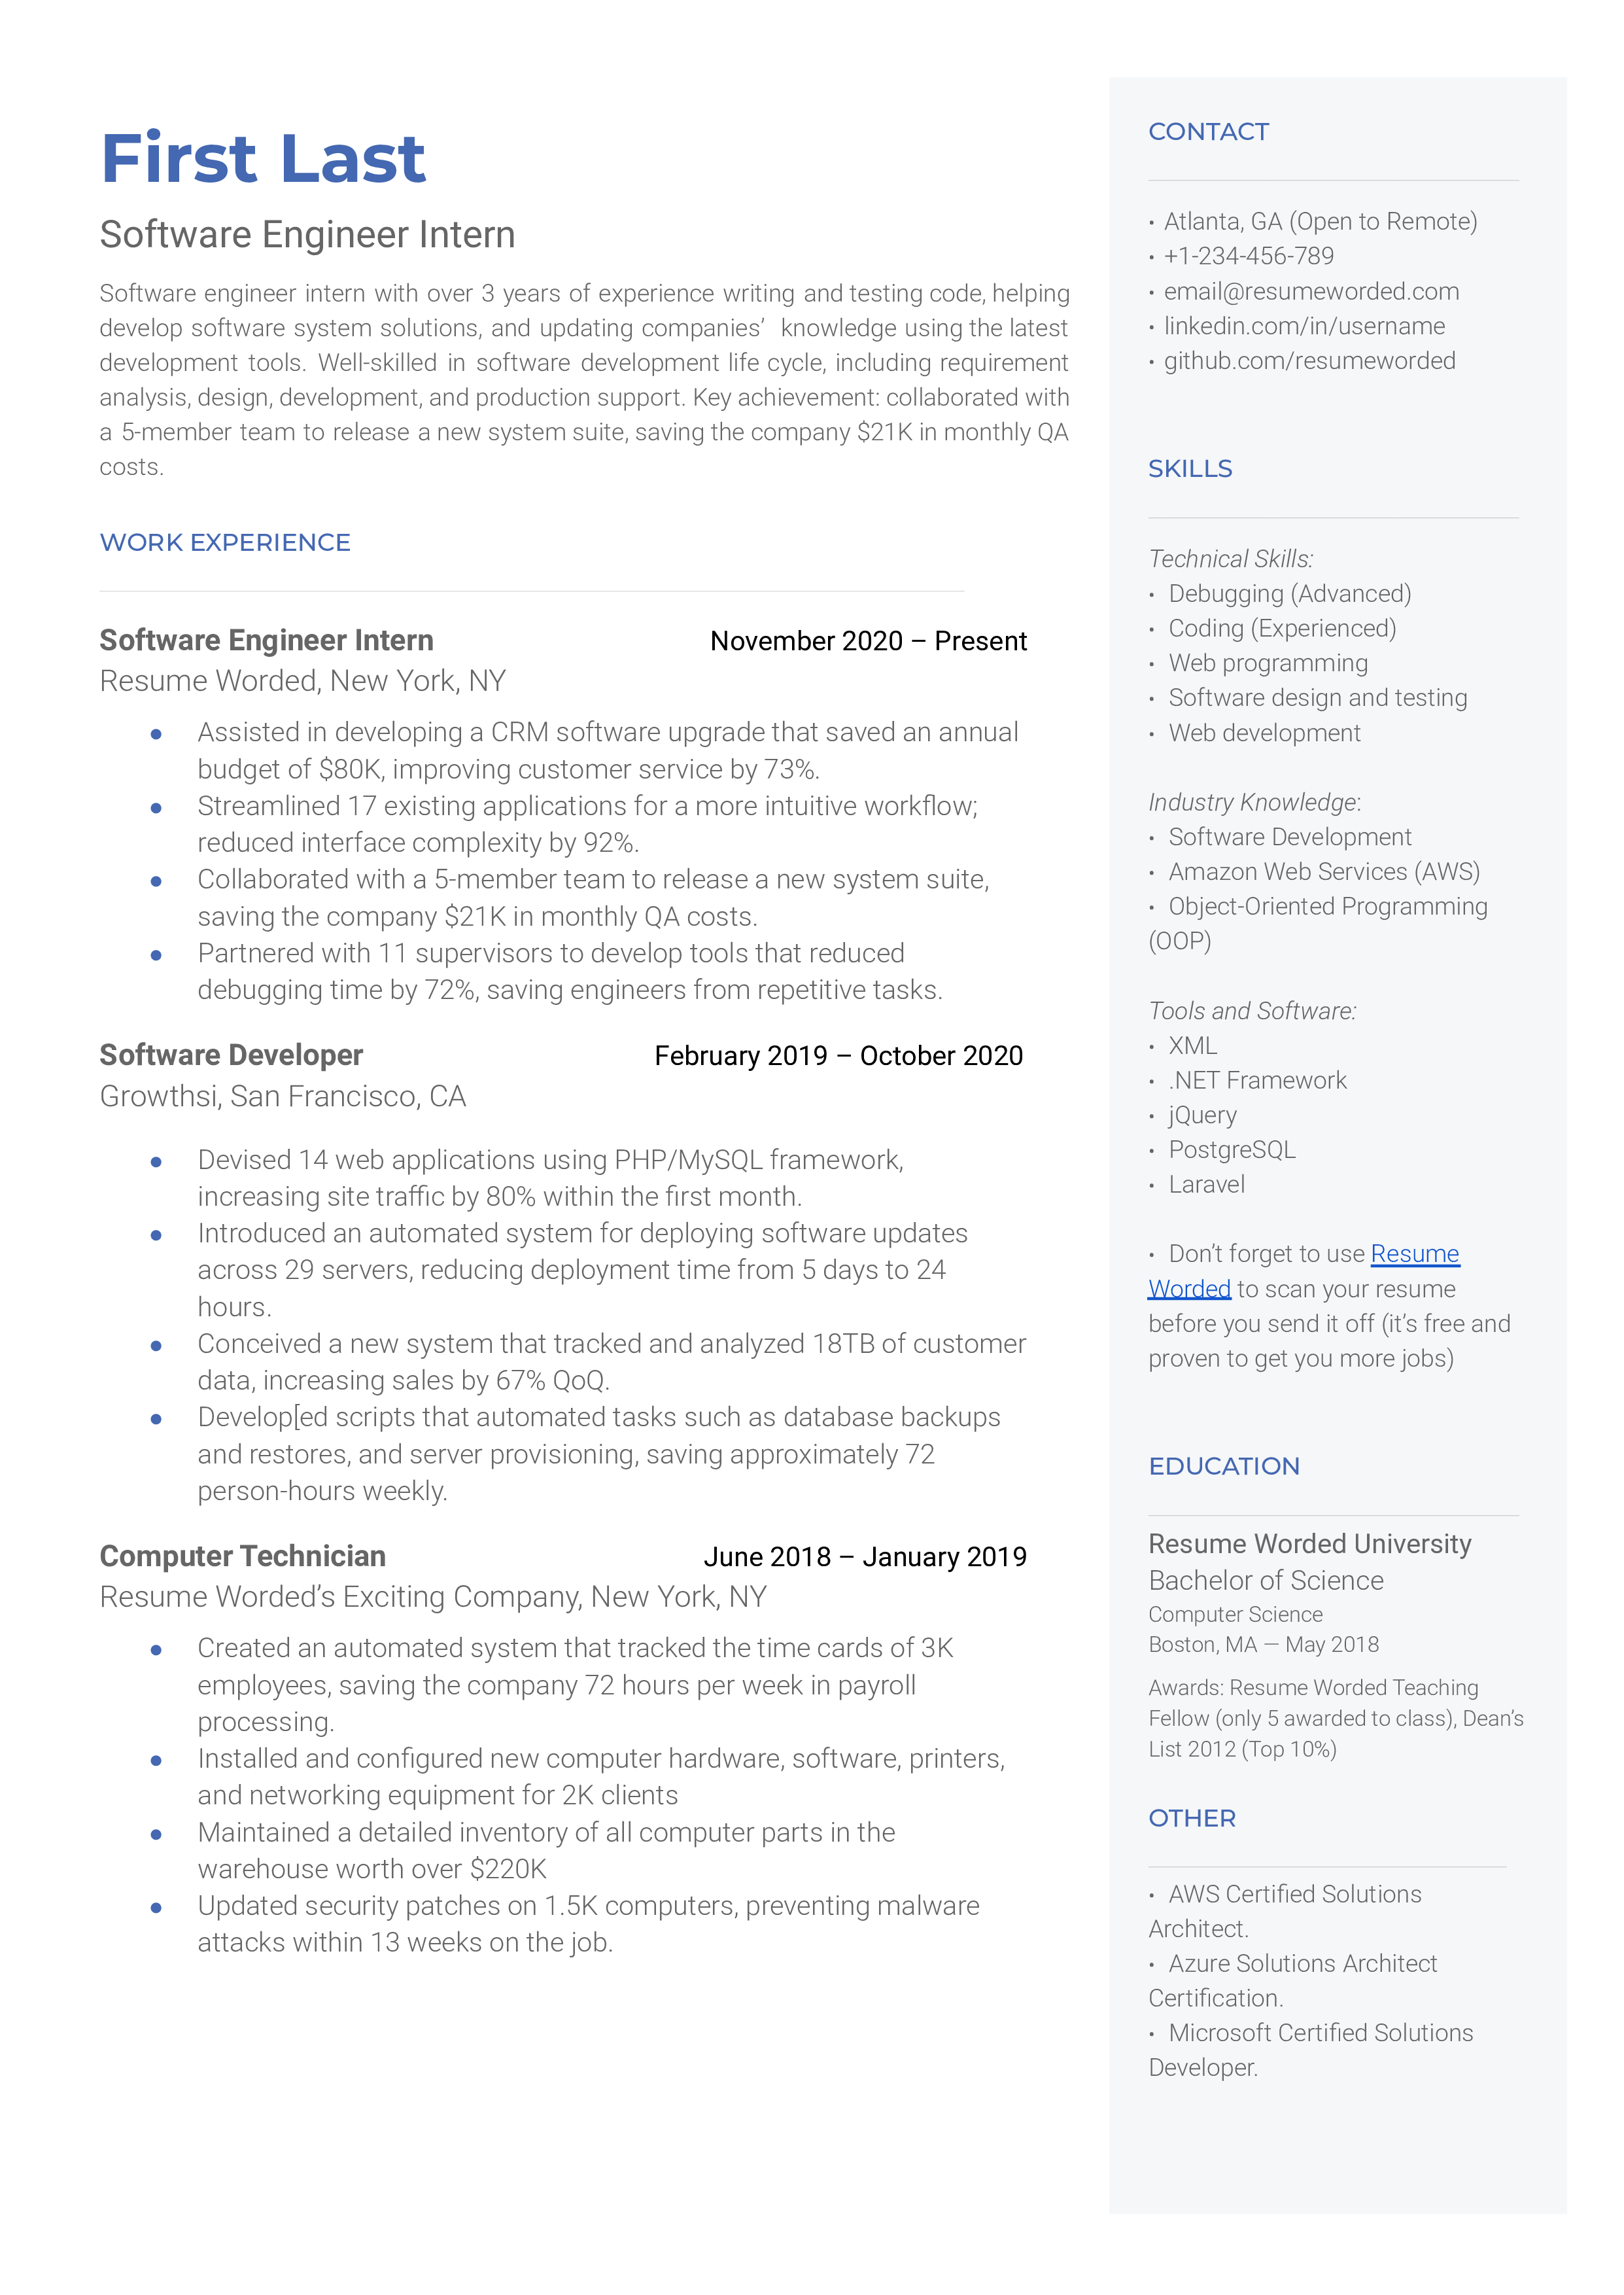 First Last
Software Engineer Intern
Software engineer intern with over 3 years of experience writing and testing code, helping
develop software system solutions, and updating companies’ knowledge using the latest
development tools. Well-skilled in software development life cycle, including requirement
analysis, design, development, and production support. Key achievement: collaborated with
a 5-member team to release a new system suite, saving the company $21K in monthly QA
costs.
WORK EXPERIENCE
Software Engineer Intern November 2020 – Present
Resume Worded, New York, NY
● Assisted in developing a CRM software upgrade that saved an annual
budget of $80K, improving customer service by 73%.
● Streamlined 17 existing applications for a more intuitive workflow;
reduced interface complexity by 92%.
● Collaborated with a 5-member team to release a new system suite,
saving the company $21K in monthly QA costs.
● Partnered with 11 supervisors to develop tools that reduced
debugging time by 72%, saving engineers from repetitive tasks.
Software Developer February 2019 – October 2020
Growthsi, San Francisco, CA
● Devised 14 web applications using PHP/MySQL framework,
increasing site traffic by 80% within the first month.
● Introduced an automated system for deploying software updates
across 29 servers, reducing deployment time from 5 days to 24
hours.
● Conceived a new system that tracked and analyzed 18TB of customer
data, increasing sales by 67% QoQ.
● Develop[ed scripts that automated tasks such as database backups
and restores, and server provisioning, saving approximately 72
person-hours weekly.
Computer Technician June 2018 – January 2019
Resume Worded’s Exciting Company, New York, NY
● Created an automated system that tracked the time cards of 3K
employees, saving the company 72 hours per week in payroll
processing.
● Installed and configured new computer hardware, software, printers,
and networking equipment for 2K clients
● Maintained a detailed inventory of all computer parts in the
warehouse worth over $220K
● Updated security patches on 1.5K computers, preventing malware
attacks within 13 weeks on the job.
CONTACT
• Atlanta, GA (Open to Remote)
• +1-234-456-789
• email@resumeworded.com
• linkedin.com/in/username
• github.com/resumeworded
SKILLS
Technical Skills:
• Debugging (Advanced)
• Coding (Experienced)
• Web programming
• Software design and testing
• Web development
Industry Knowledge:
• Software Development
• Amazon Web Services (AWS)
• Object-Oriented Programming
(OOP)
Tools and Software:
• XML
• .NET Framework
• jQuery
• PostgreSQL
• Laravel
• Don’t forget to use Resume
Worded to scan your resume
before you send it off (it’s free and
proven to get you more jobs)
EDUCATION
Resume Worded University
Bachelor of Science
Computer Science
Boston, MA — May 2018
Awards: Resume Worded Teaching
Fellow (only 5 awarded to class), Dean’s
List 2012 (Top 10%)
OTHER
• AWS Certified Solutions
Architect.
• Azure Solutions Architect
Certification.
• Microsoft Certified Solutions
Developer.